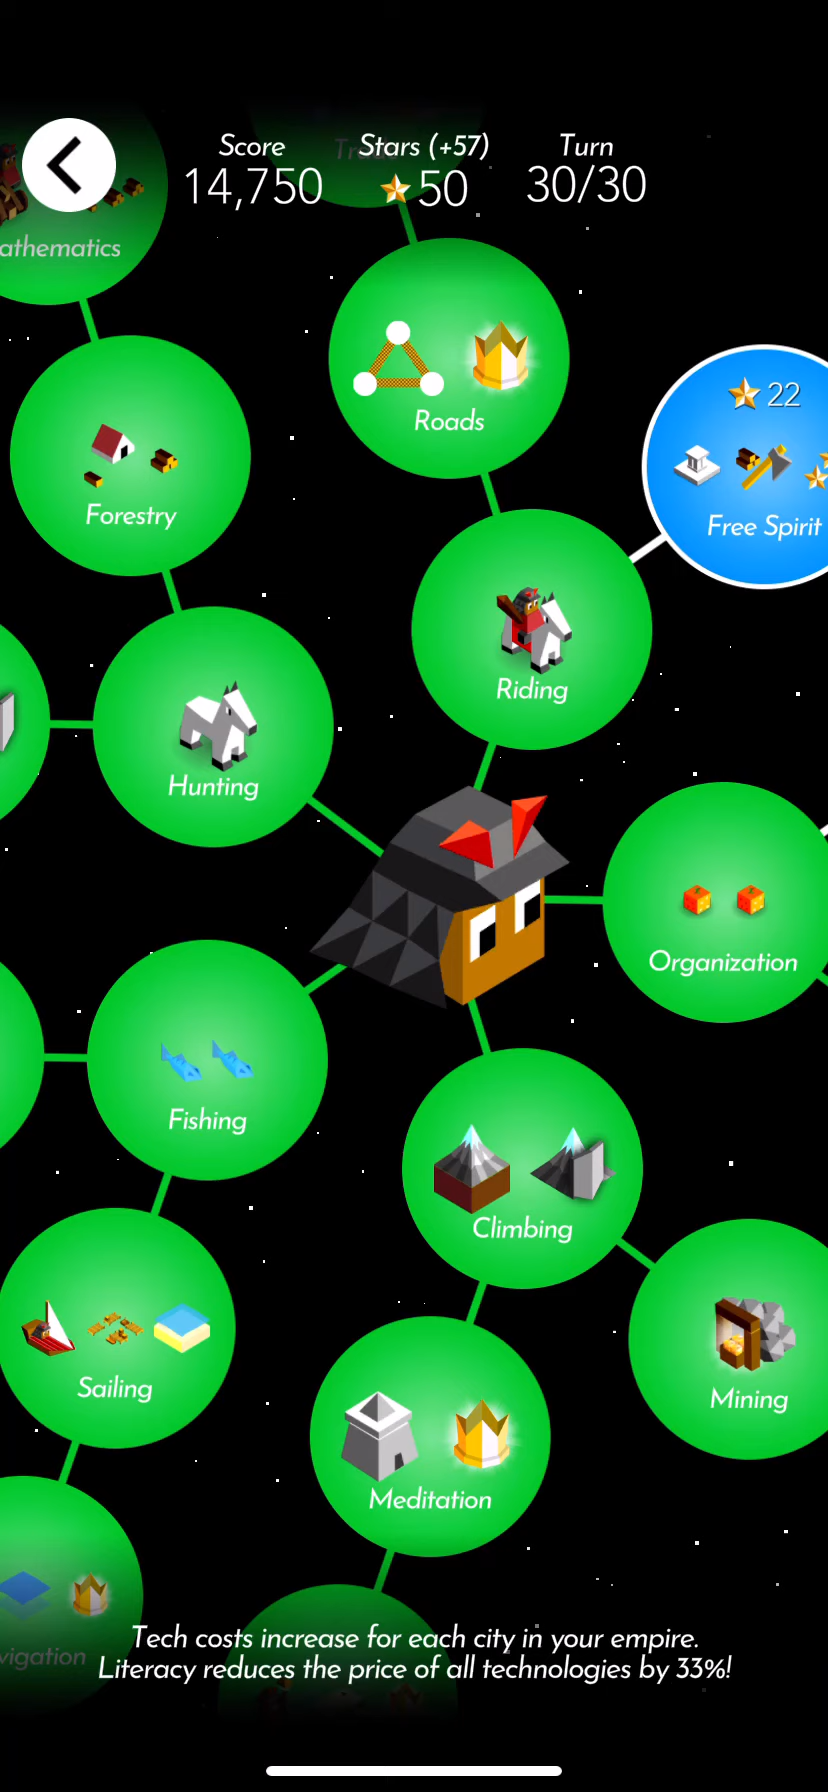 Score
Stars (+57)
Turn
14,750
50
30/30
athematics
22
Roads
Forestry
Free Spirit
Riding
Hunting
Organization
Fishing
Climbing
Sailing
Mining
Meditation
Tech costs increase for each city in your empire.
vigation
Literacy reduces the price of all technologies by 33%!